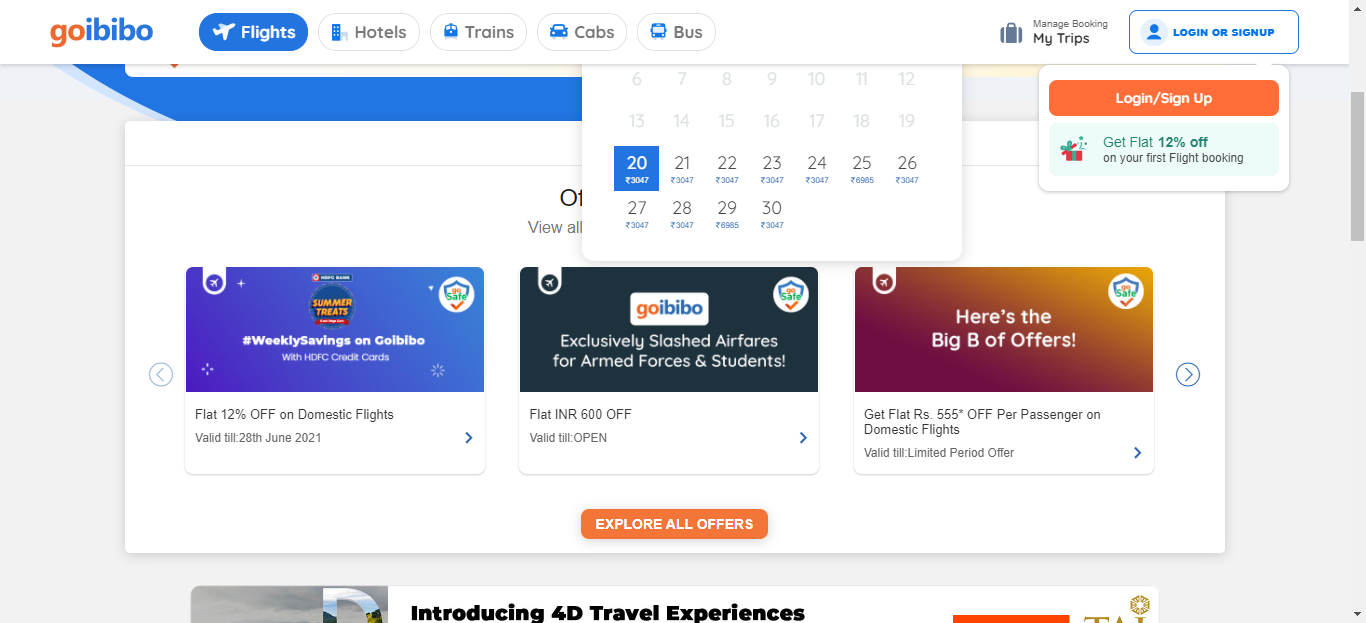 goibibo
Flights
Hotels
Trains
Cabs
Bus
Manage Booking
My Trips
LOGIN OR SIGNUP
Login/Sign Up
Get Flat 12% off
on your first Flight booking
6 7 8 9 10 11 12
13 14 15 16 17 18 19
20 21 22 23 24 25 26
₹3047 ₹3047 ₹3047 ₹3047 ₹3047 ₹6985 ₹3047
27 28 29 30
₹3047 ₹3047 ₹6985 ₹3047
View all
HDFC BANK
SUMMER
TREATS
go
Safe
#WeeklySavings on Goibibo
With HDFC Credit Cards
Flat 12% OFF on Domestic Flights
Valid till:28th June 2021
go
Safe
goibibo
Exclusively Slashed Airfares
for Armed Forces & Students!
Flat INR 600 OFF
Valid till:OPEN
go
Safe
Here's the
Big B of Offers!
Get Flat Rs. 555* OFF Per Passenger on
Domestic Flights
Valid till:Limited Period Offer
EXPLORE ALL OFFERS
Introducing 4D Travel Experiences